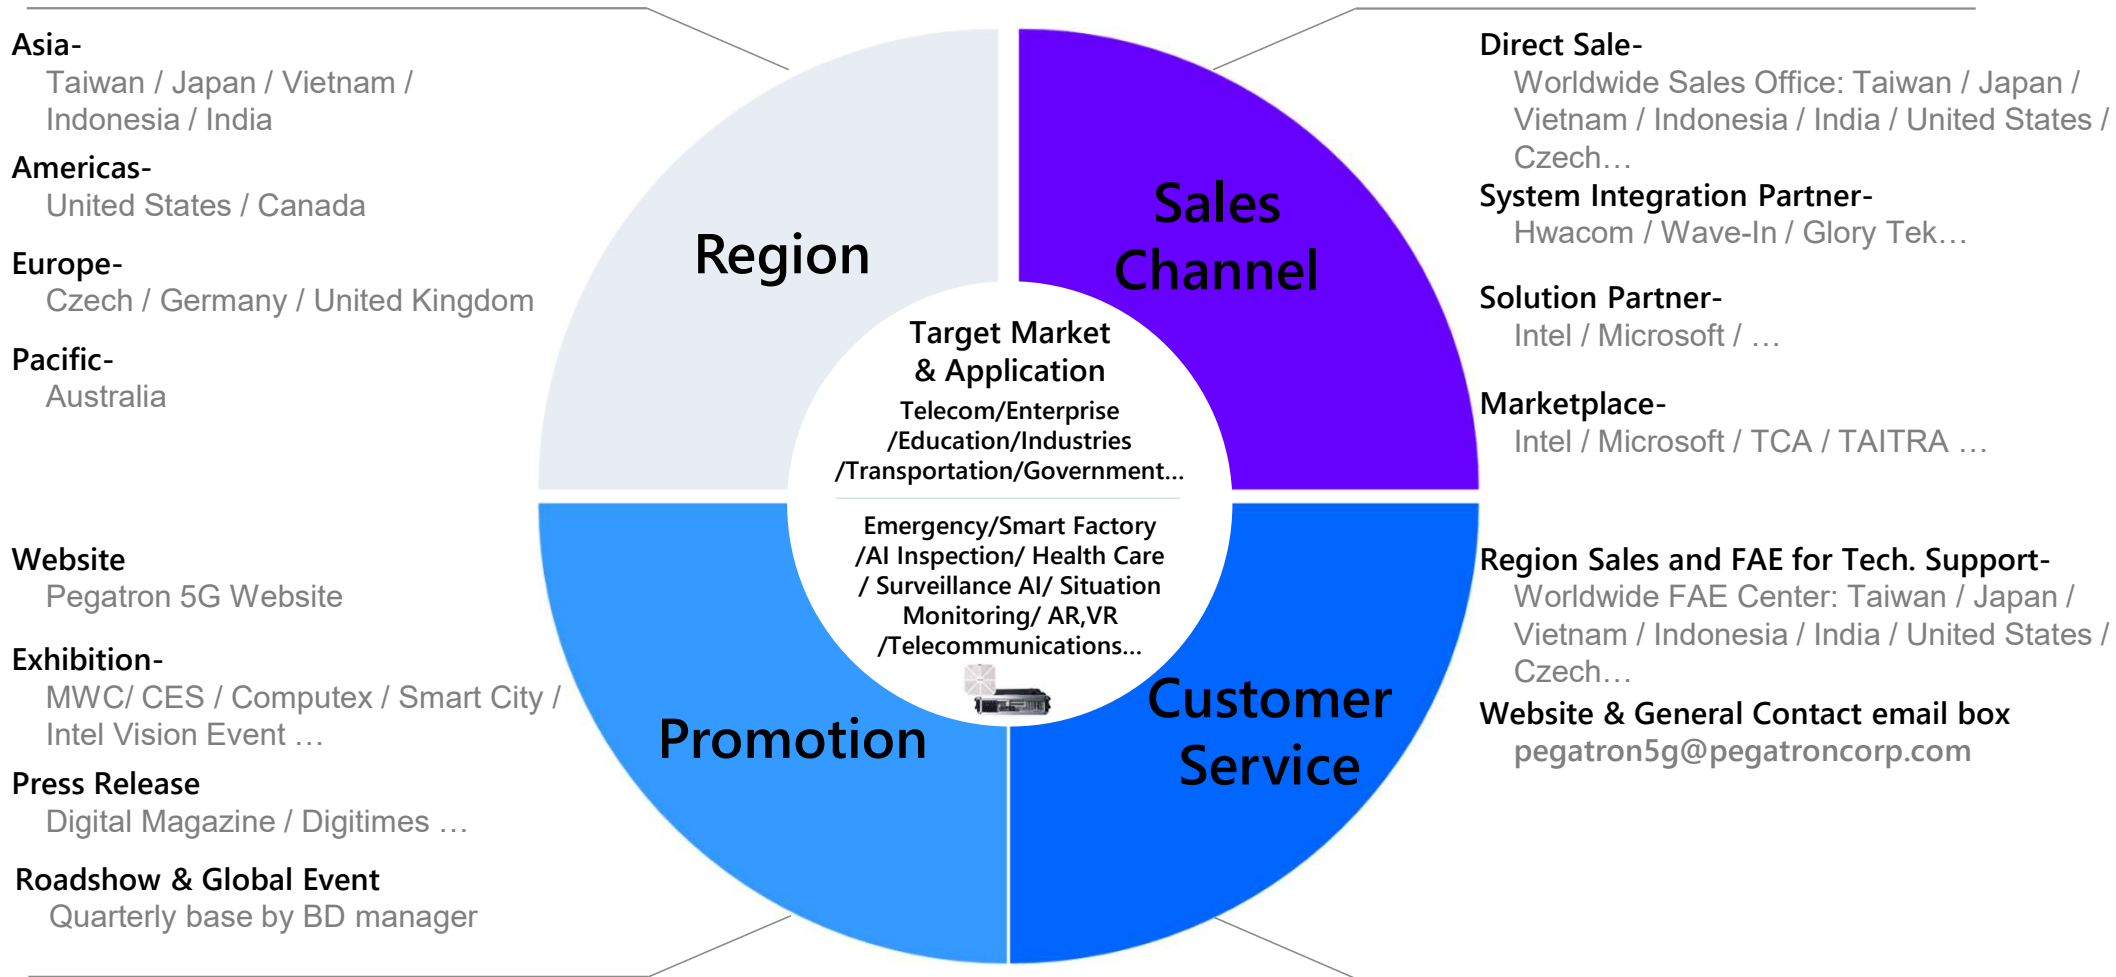 Asia-
Taiwan / Japan / Vietnam /
Indonesia / India
Americas-
United States / Canada
Europe-
Czech / Germany / United Kingdom
Pacific-
Australia
Region
Sales
Channel
Direct Sale-
Worldwide Sales Office: Taiwan / Japan /
Vietnam / Indonesia / India / United States /
Czech…
System Integration Partner-
Hwacom / Wave-In / Glory Tek…
Solution Partner-
Intel / Microsoft / …
Marketplace-
Intel / Microsoft / TCA / TAITRA …
Target Market
& Application
Telecom/Enterprise
/Education/Industries
/Transportation/Government…
Emergency/Smart Factory
/AI Inspection/ Health Care
/ Surveillance AI/ Situation
Monitoring/ AR,VR
/Telecommunications…
Website
Pegatron 5G Website
Exhibition-
MWC/ CES / Computex / Smart City /
Intel Vision Event …
Press Release
Digital Magazine / Digitimes …
Roadshow & Global Event
Quarterly base by BD manager
Promotion
Customer
Service
Region Sales and FAE for Tech. Support-
Worldwide FAE Center: Taiwan / Japan /
Vietnam / Indonesia / India / United States /
Czech…
Website & General Contact email box
pegatron5g@pegatroncorp.com